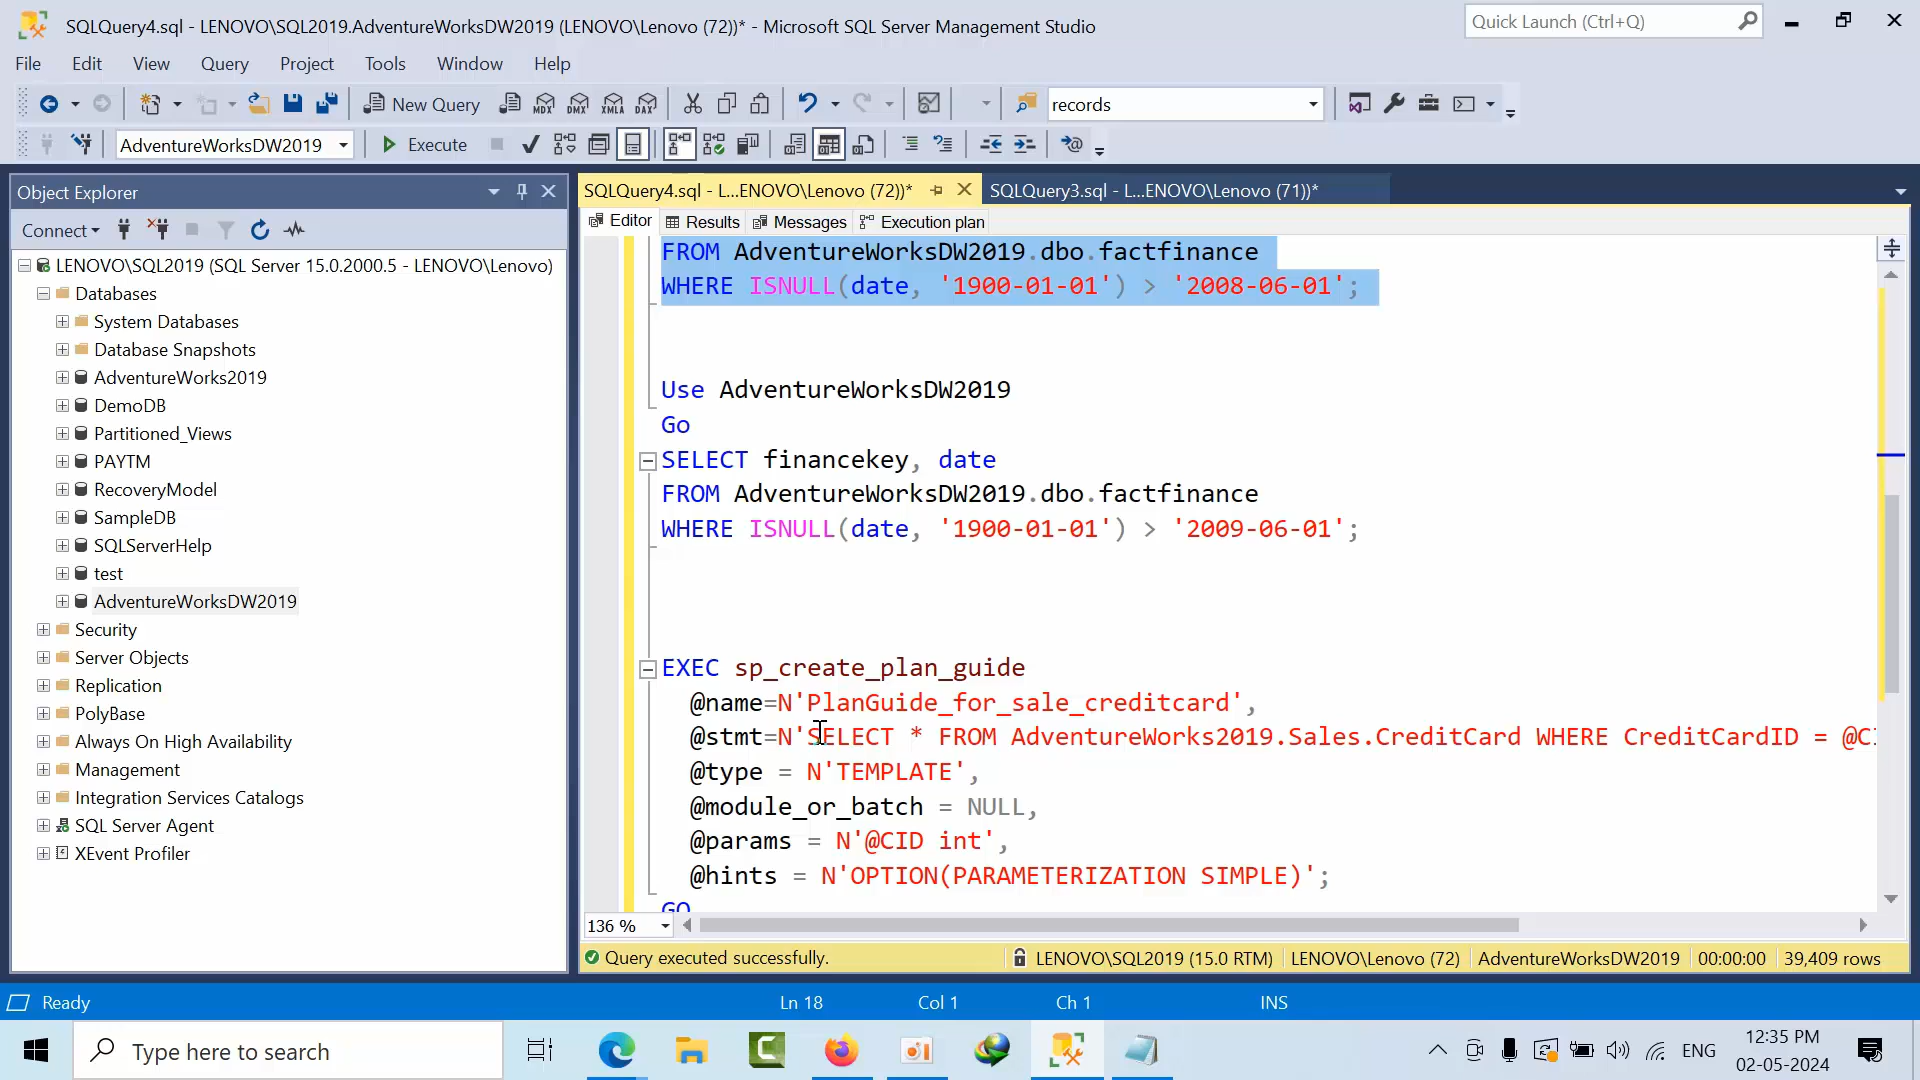 SQLQuery4.sql - LENOVO\SQL2019.AdventureWorksDW2019 (LENOVO\Lenovo (72))* - Microsoft SQL Server Management Studio
Quick Launch (Ctrl+Q)
File Edit View Query Project Tools Window Help
New Query
MDX DMX XMLA DAX
records
AdventureWorksDW2019
Execute
Object Explorer
SQLQuery4.sql - L...ENOVO\Lenovo (72))*
SQLQuery3.sql - L...ENOVO\Lenovo (71))*
Connect
Editor Results Messages Execution plan
LENOVO\SQL2019 (SQL Server 15.0.2000.5 - LENOVO\Lenovo)
Databases
System Databases
Database Snapshots
AdventureWorks2019
DemoDB
Partitioned_Views
PAYTM
RecoveryModel
SampleDB
SQLServerHelp
test
AdventureWorksDW2019
Security
Server Objects
Replication
PolyBase
Always On High Availability
Management
Integration Services Catalogs
SQL Server Agent
XEvent Profiler
FROM AdventureWorksDW2019.dbo.factfinance
WHERE ISNULL(date, '1900-01-01') > '2008-06-01';
Use AdventureWorksDW2019
Go
SELECT financekey, date
FROM AdventureWorksDW2019.dbo.factfinance
WHERE ISNULL(date, '1900-01-01') > '2009-06-01';
EXEC sp_create_plan_guide
@name=N'PlanGuide_for_sale_creditcard',
@stmt=N'SELECT * FROM AdventureWorks2019.Sales.CreditCard WHERE CreditCardID = @CI
@type = N'TEMPLATE',
@module_or_batch = NULL,
@params = N'@CID int',
@hints = N'OPTION(PARAMETERIZATION SIMPLE)';
GO
136 %
Query executed successfully.
LENOVO\SQL2019 (15.0 RTM)
LENOVO\Lenovo (72)
AdventureWorksDW2019
00:00:00
39,409 rows
Ready
Ln 18
Col 1
Ch 1
INS
Type here to search
ENG
12:35 PM
02-05-2024